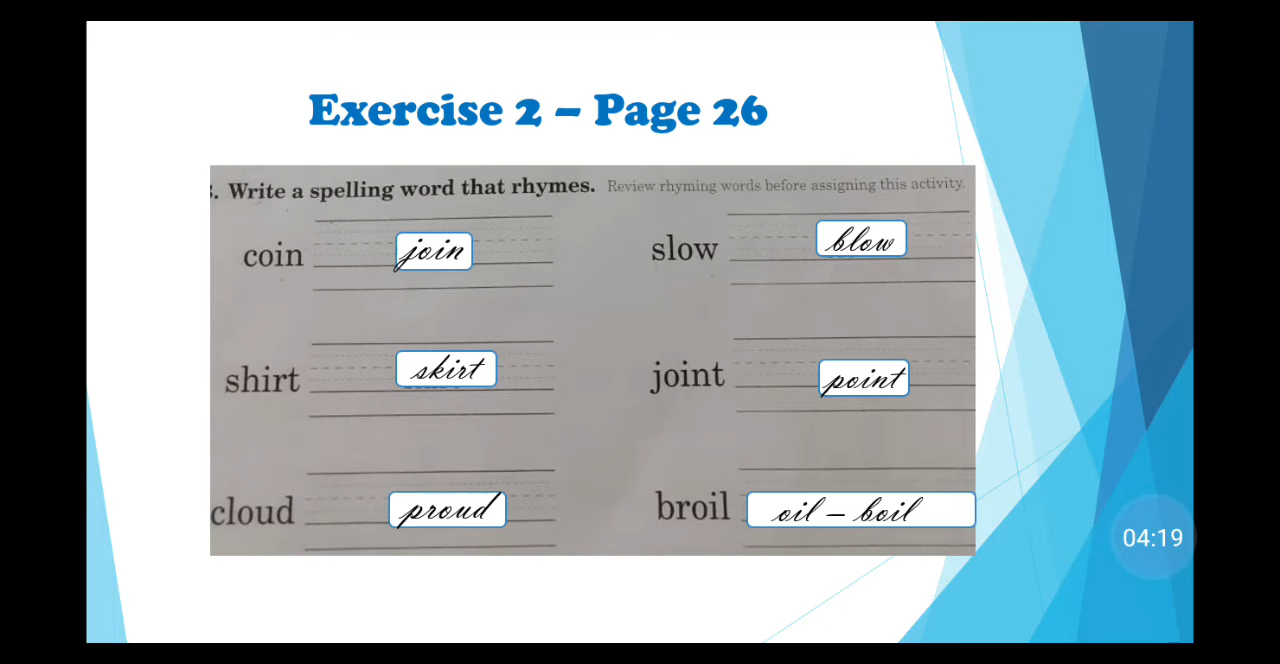 Exercise 2 – Page 26
. Write a spelling word that rhymes. Review rhyming words before assigning this activity.
coin join slow blow
shirt skirt joint point
cloud proud broil oil – boil
04:19